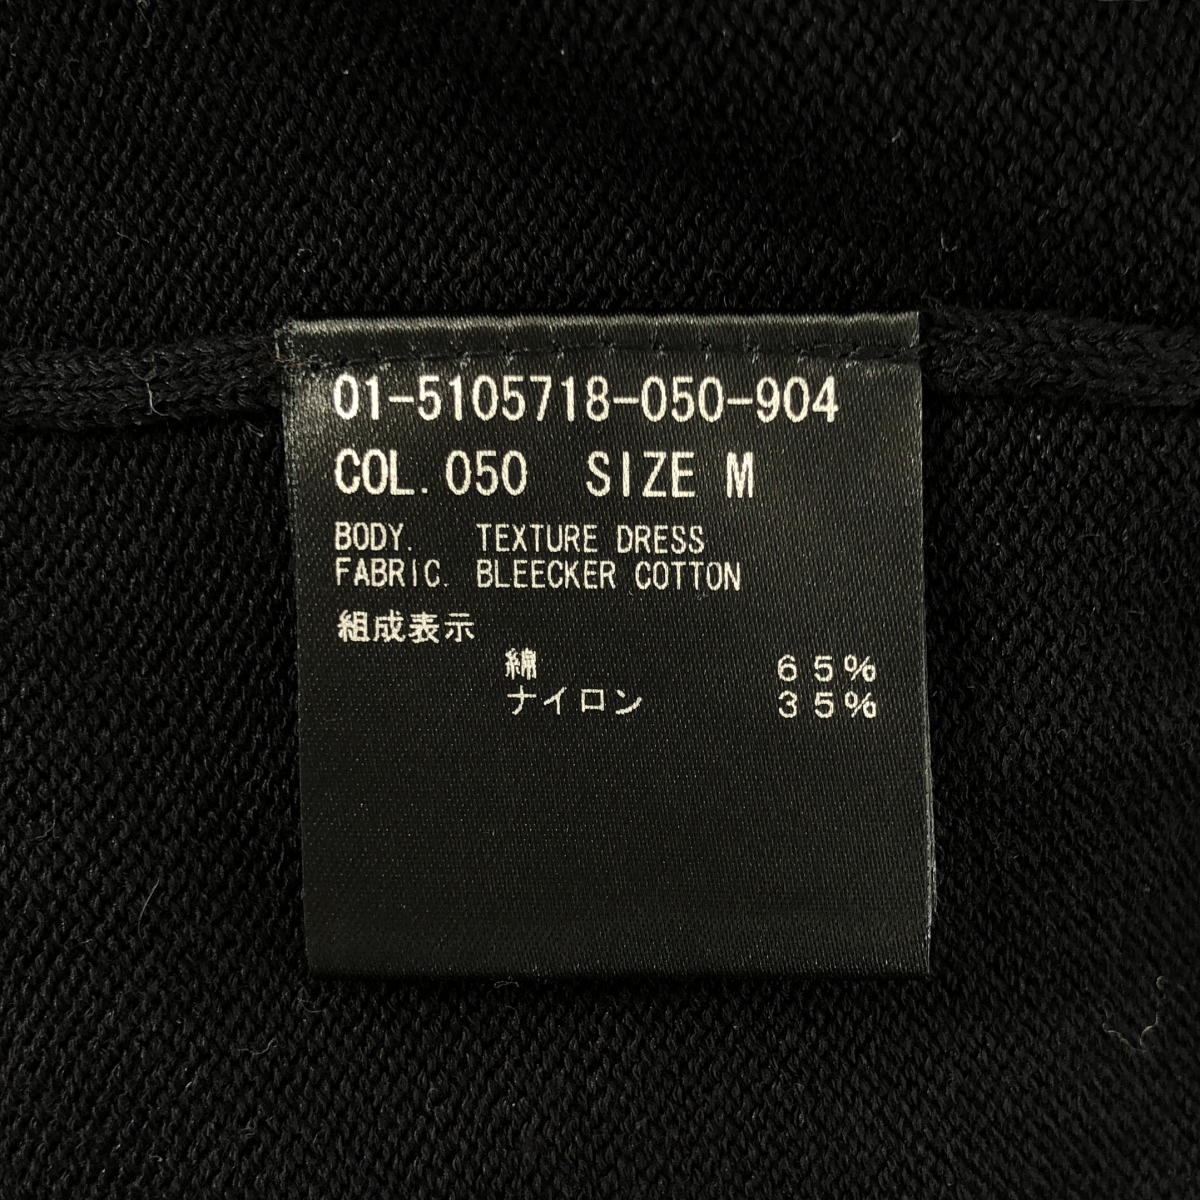 01-5105718-050-904
COL.050 SIZE M
BODY. TEXTURE DRESS
FABRIC. BLEECKER COTTON
組成表示
綿 65%
ナイロン 35%